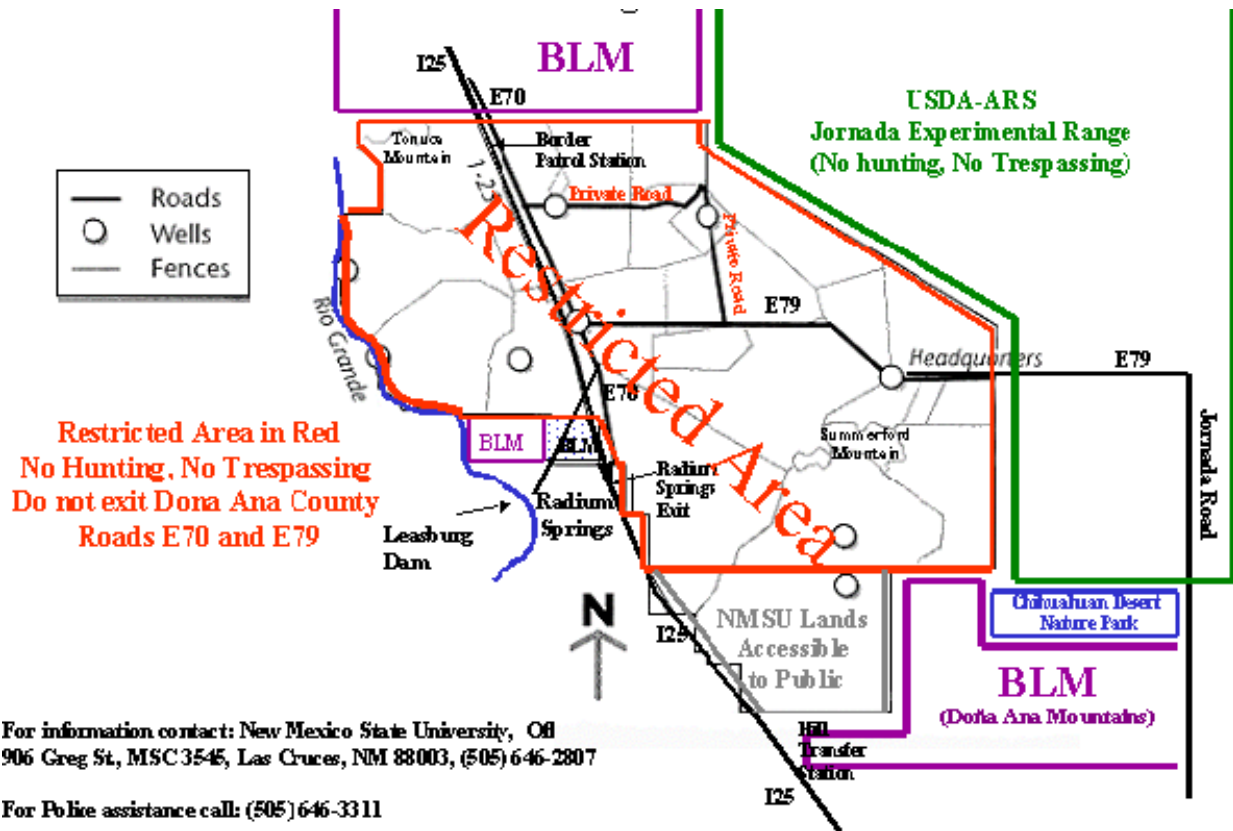 BLM
I25
E70
USDA-ARS
Jornada Experimental Range
(No hunting, No Trespassing)
Tonuca
Mountain
Border
Patrol Station
I-25
Private Road
Roads
Wells
Fences
Private Road
Restricted Area
E79
Rio Grande
Headquarters
E79
E70
Jornada Road
Restricted Area in Red
No Hunting, No Trespassing
Do not exit Dona Ana County
Roads E70 and E79
BLM
BLM
Summerford
Mountain
Radium
Springs
Exit
Radium
Springs
Leasburg
Dam
N
I25
NMSU Lands
Accessible
to Public
Chihuahuan Desert
Nature Park
BLM
(Doña Ana Mountains)
For information contact: New Mexico State University,
906 Greg St., MSC 3545, Las Cruces, NM 88003, (505) 646-2807
Hill
Transfer
Station
I25
For Police assistance call: (505) 646-3311